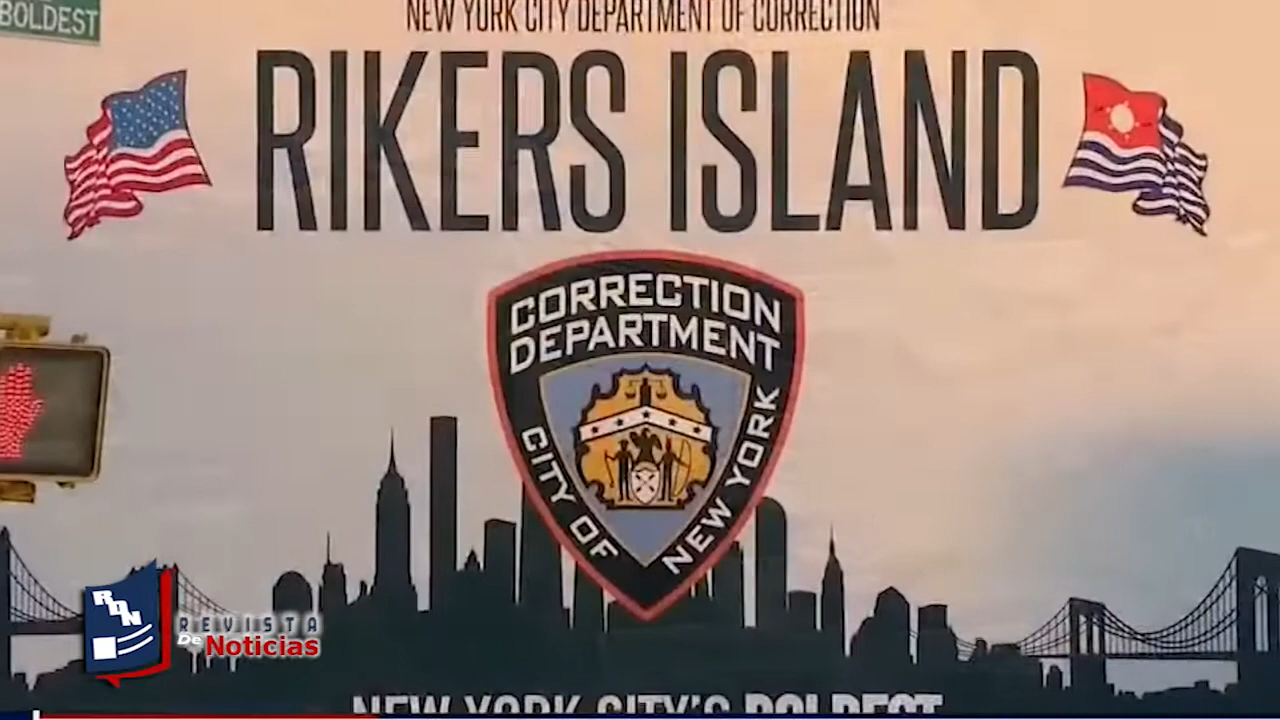 BOLDEST
NEW YORK CITY DEPARTMENT OF CORRECTION
RIKERS ISLAND
CORRECTION
DEPARTMENT
CITY OF NEW YORK
RDN
REVISTA
De Noticias
NEW YORK CITY'S BOLDEST